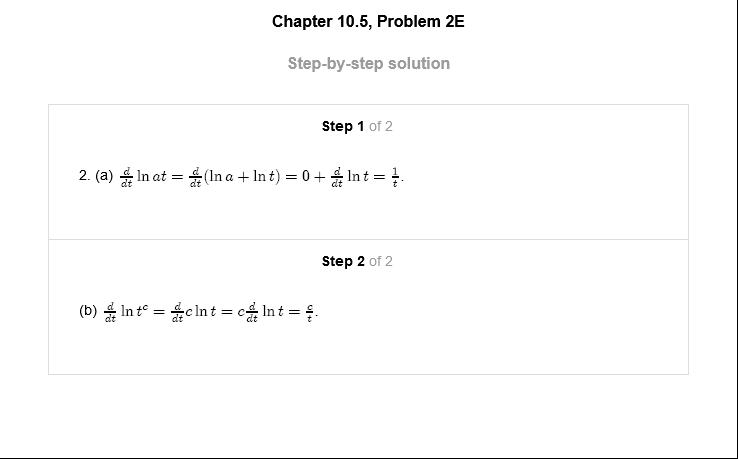 Chapter 10.5, Problem 2E
Step-by-step solution
Step 1 of 2
2. (a) $\frac{d}{dt} \ln at = \frac{d}{dt}(\ln a + \ln t) = 0 + \frac{d}{dt} \ln t = \frac{1}{t}$.
Step 2 of 2
(b) $\frac{d}{dt} \ln t^c = \frac{d}{dt} c \ln t = c \frac{d}{dt} \ln t = \frac{c}{t}$.